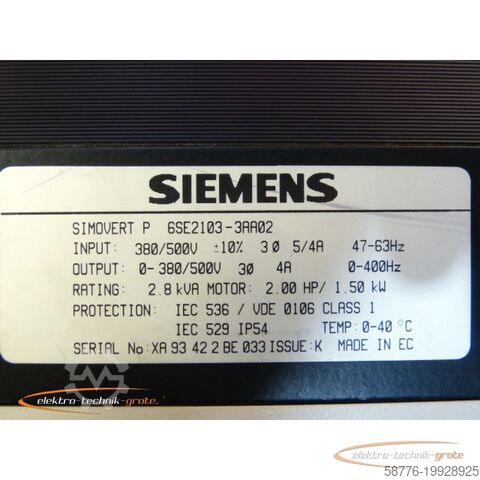 SIEMENS
SIMOVERT P 6SE2103-3AA02
INPUT: 380/500V ±10% 3Ø 5/4A 47-63Hz
OUTPUT: 0-380/500V 3Ø 4A 0-400Hz
RATING: 2.8 kVA MOTOR: 2.00 HP/ 1.50 kW
PROTECTION: IEC 536 / VDE 0106 CLASS 1
IEC 529 IP54 TEMP: 0-40 °C
SERIAL No: XA 93 42 2 BE 033 ISSUE: K MADE IN EC
elektro-technik-grote.
elektro-technik-grote.de
58776-19928925